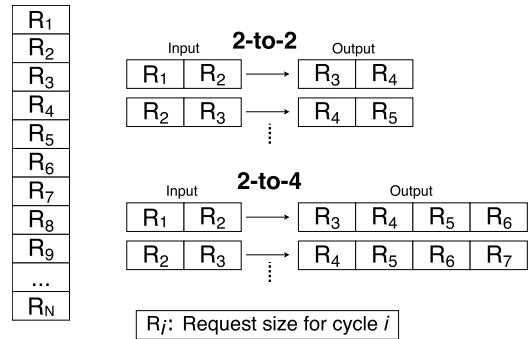 R1
R2
R3
R4
R5
R6
R7
R8
R9
...
RN
2-to-2
Input Output
R1 R2 R3 R4
R2 R3 R4 R5
2-to-4
Input Output
R1 R2 R3 R4 R5 R6
R2 R3 R4 R5 R6 R7
Ri: Request size for cycle i